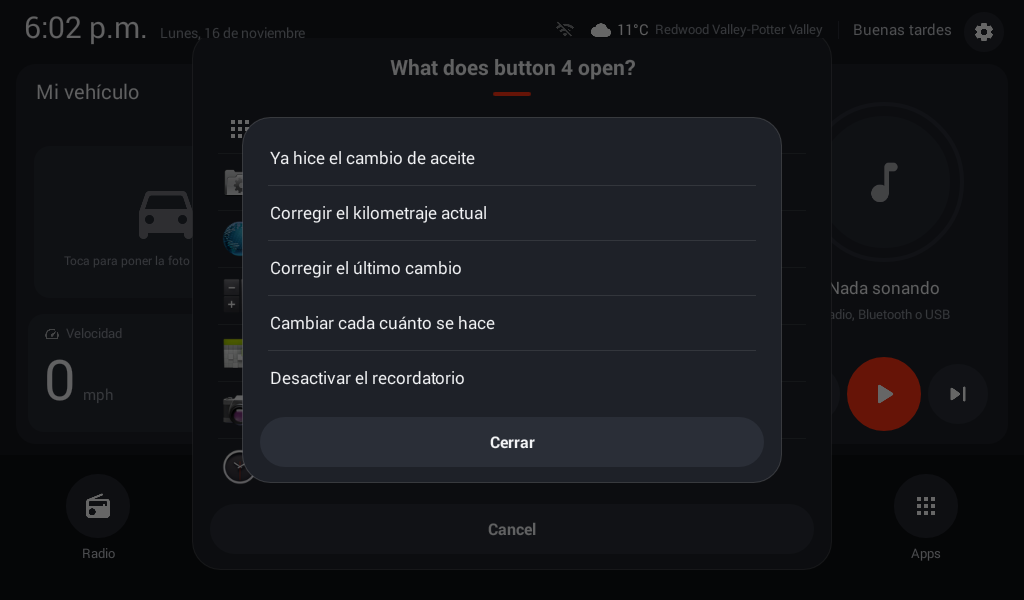 6:02 p.m.
Lunes, 16 de noviembre
11°C
Redwood Valley-Potter Valley
Buenas tardes
What does button 4 open?
Mi vehículo
Ya hice el cambio de aceite
Corregir el kilometraje actual
Corregir el último cambio
Cambiar cada cuánto se hace
Desactivar el recordatorio
Cerrar
Toca para poner la foto
Velocidad
0 mph
Nada sonando
adio, Bluetooth o USB
Cancel
Radio
Apps